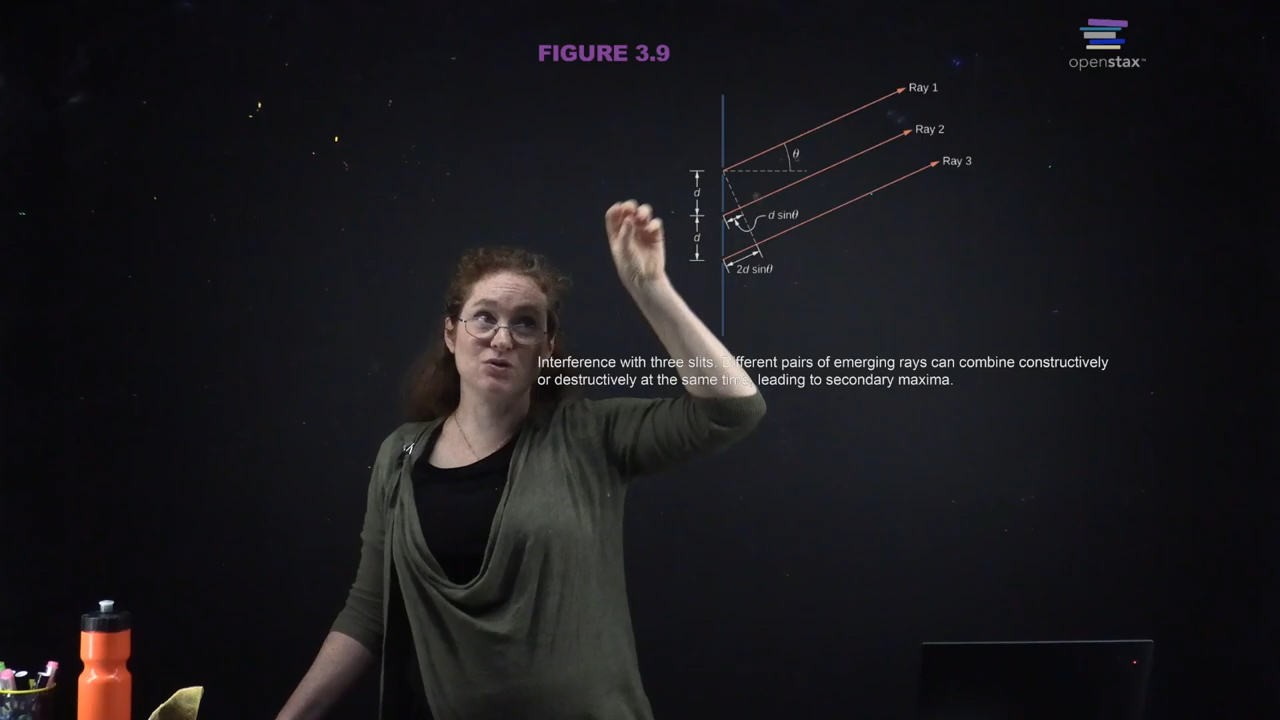 FIGURE 3.9
openstax™
Ray 1
Ray 2
θ
Ray 3
d
d sinθ
d
2d sinθ
Interference with three slits. Different pairs of emerging rays can combine constructively
or destructively at the same time, leading to secondary maxima.